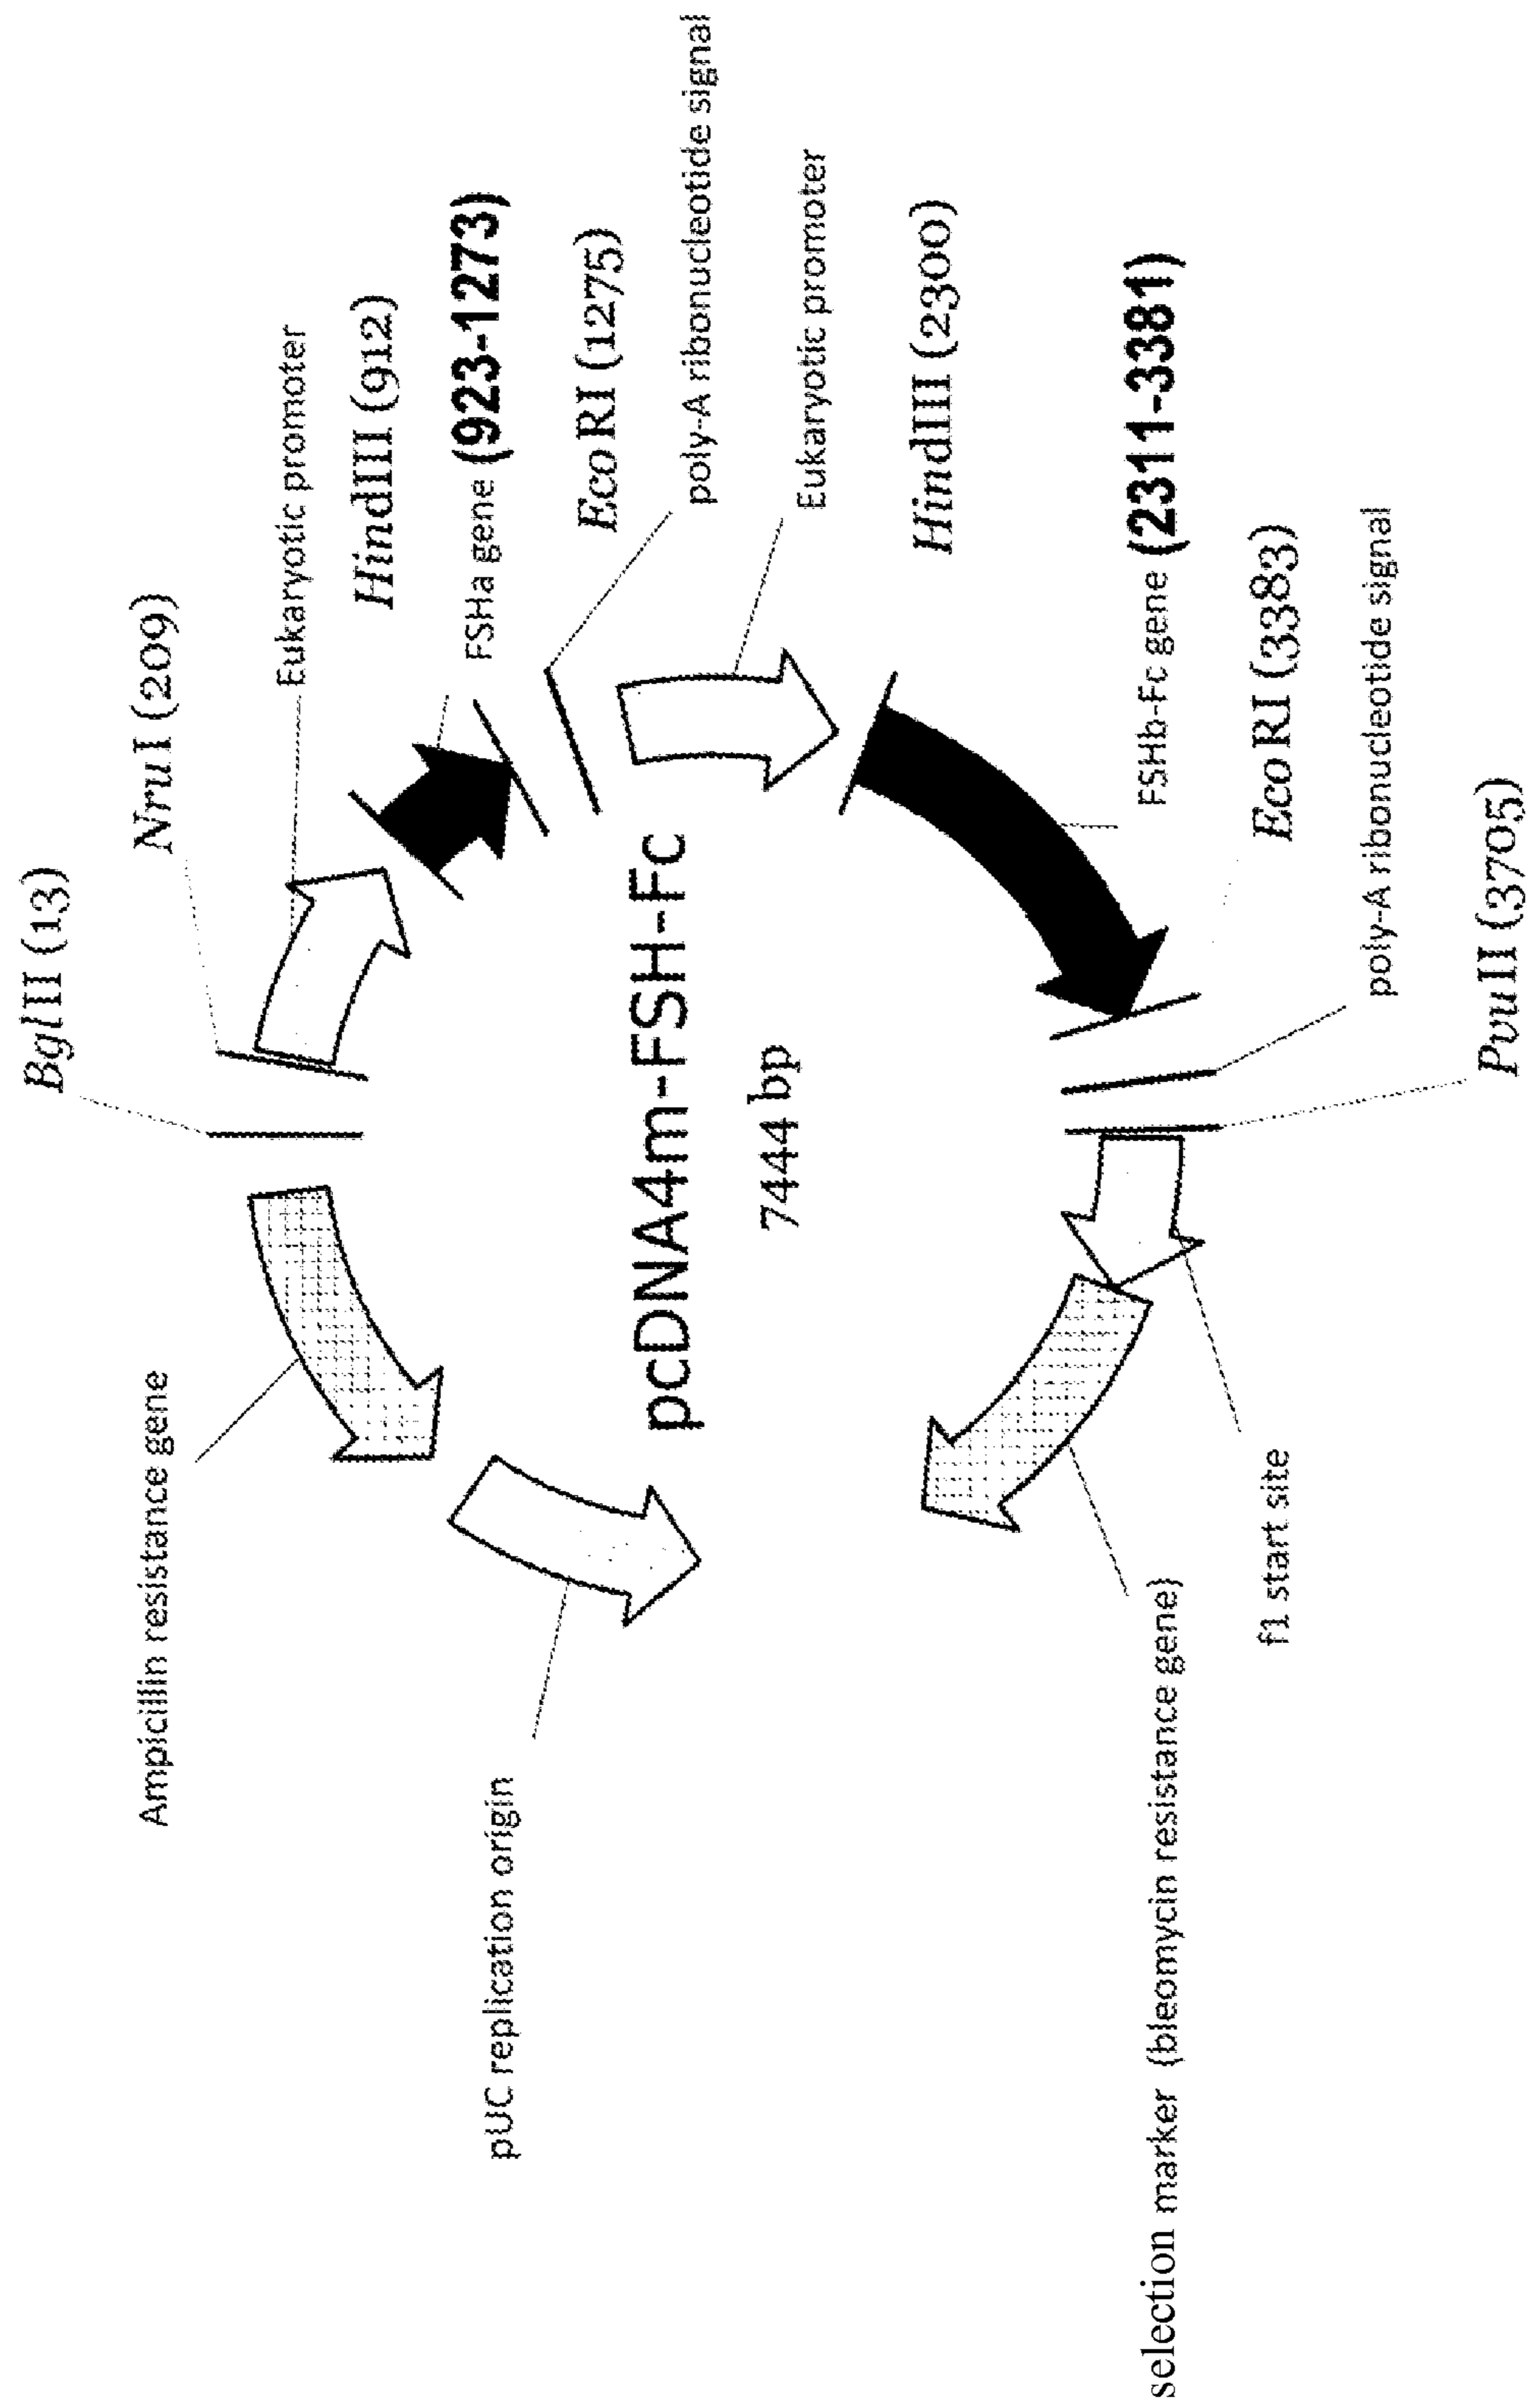 BglII (13)
NruI (209)
Eukaryotic promoter
HindIII (912)
FSHa gene (923-1273)
EcoRI (1275)
poly-A ribonucleotide signal
Eukaryotic promoter
HindIII (2300)
FSHb-Fc gene (2311-3381)
EcoRI (3383)
poly-A ribonucleotide signal
PvuII (3705)
Ampicillin resistance gene
pUC replication origin
pcDNA4m-FSH-Fc
7444 bp
selection marker (bleomycin resistance gene)
f1 start site